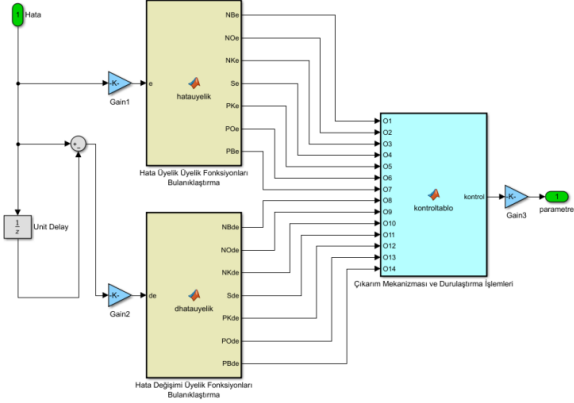 1
Hata
-K-
Gain1
e
hatauyelik
NBe
NOe
NKe
Se
PKe
POe
PBe
Hata Üyelik Üyelik Fonksiyonları
Bulanıklaştırma
1
z
Unit Delay
-K-
Gain2
de
dhatauyelik
NBde
NOde
NKde
Sde
PKde
POde
PBde
Hata Değişimi Üyelik Fonksiyonları
Bulanıklaştırma
O1
O2
O3
O4
O5
O6
O7
O8
O9
O10
O11
O12
O13
O14
kontroltablo
kontrol
Çıkarım Mekanizması ve Durulaştırma İşlemleri
-K-
Gain3
1
parametre